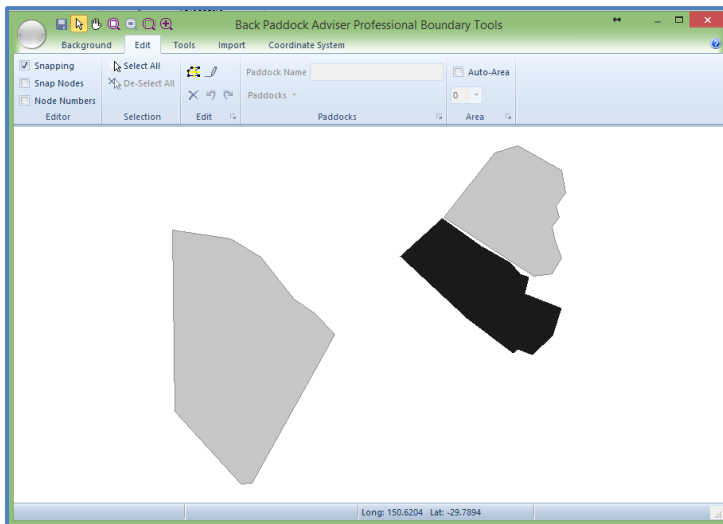 Back Paddock Adviser Professional Boundary Tools
Background Edit Tools Import Coordinate System
Snapping Select All Paddock Name Auto-Area
Snap Nodes De-Select All Paddocks 0
Node Numbers
Editor Selection Edit Paddocks Area
Long: 150.6204 Lat: -29.7894